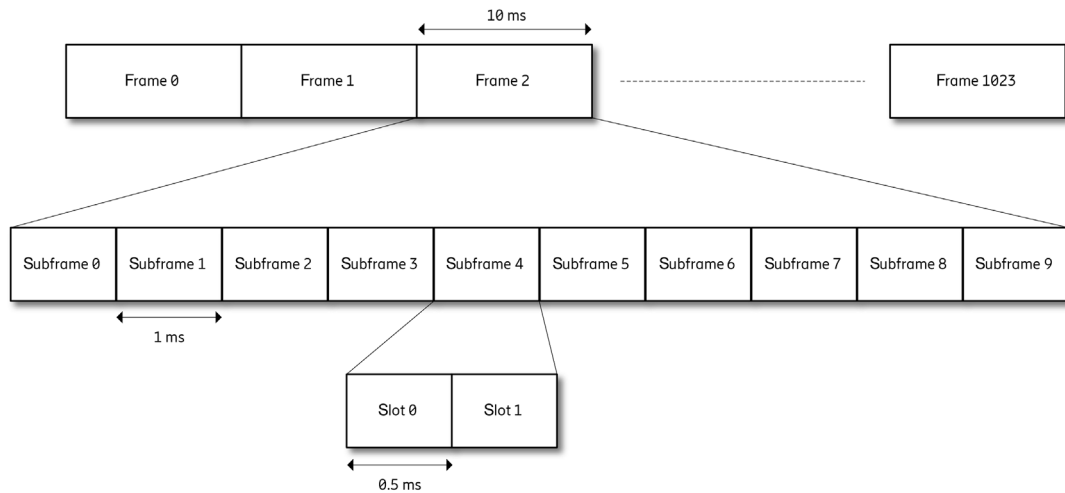 10 ms
Frame 0
Frame 1
Frame 2
Frame 1023
Subframe 0
Subframe 1
Subframe 2
Subframe 3
Subframe 4
Subframe 5
Subframe 6
Subframe 7
Subframe 8
Subframe 9
1 ms
Slot 0
Slot 1
0.5 ms